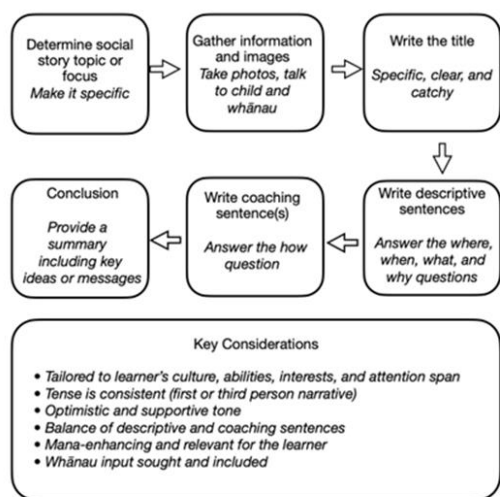 Determine social
story topic or
focus
Make it specific
Gather information
and images
Take photos, talk
to child and
whānau
Write the title
Specific, clear, and
catchy
Write descriptive
sentences
Answer the where,
when, what, and
why questions
Write coaching
sentence(s)
Answer the how
question
Conclusion
Provide a
summary
including key
ideas or messages
Key Considerations
• Tailored to learner's culture, abilities, interests, and attention span
• Tense is consistent (first or third person narrative)
• Optimistic and supportive tone
• Balance of descriptive and coaching sentences
• Mana-enhancing and relevant for the learner
• Whānau input sought and included